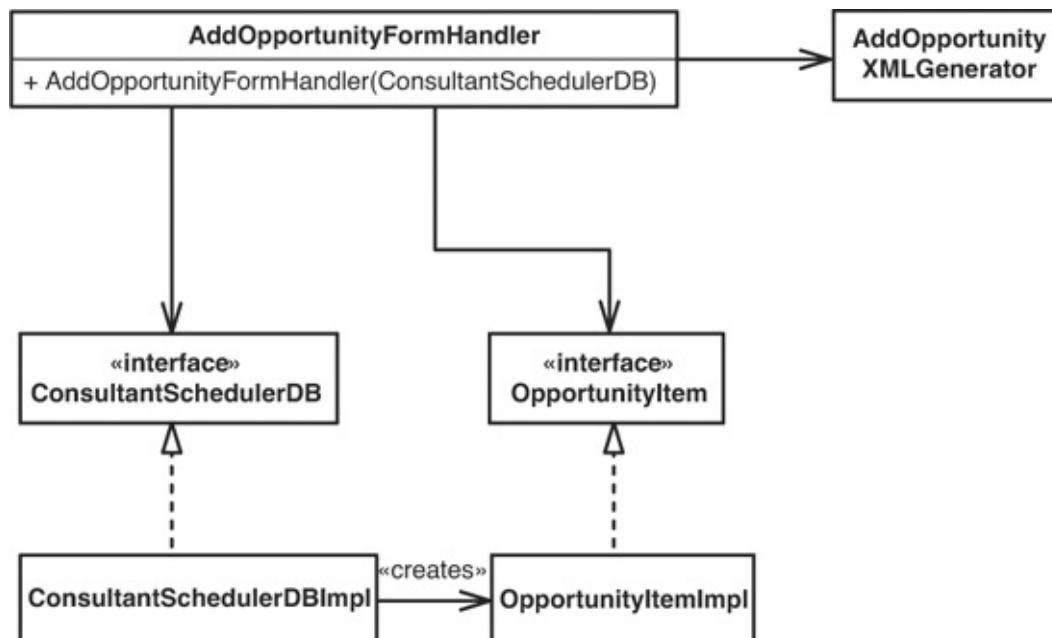 AddOpportunityFormHandler
+ AddOpportunityFormHandler(ConsultantSchedulerDB)
AddOpportunity
XMLGenerator
«interface»
ConsultantSchedulerDB
«interface»
OpportunityItem
ConsultantSchedulerDBImpl
«creates»
OpportunityItemImpl